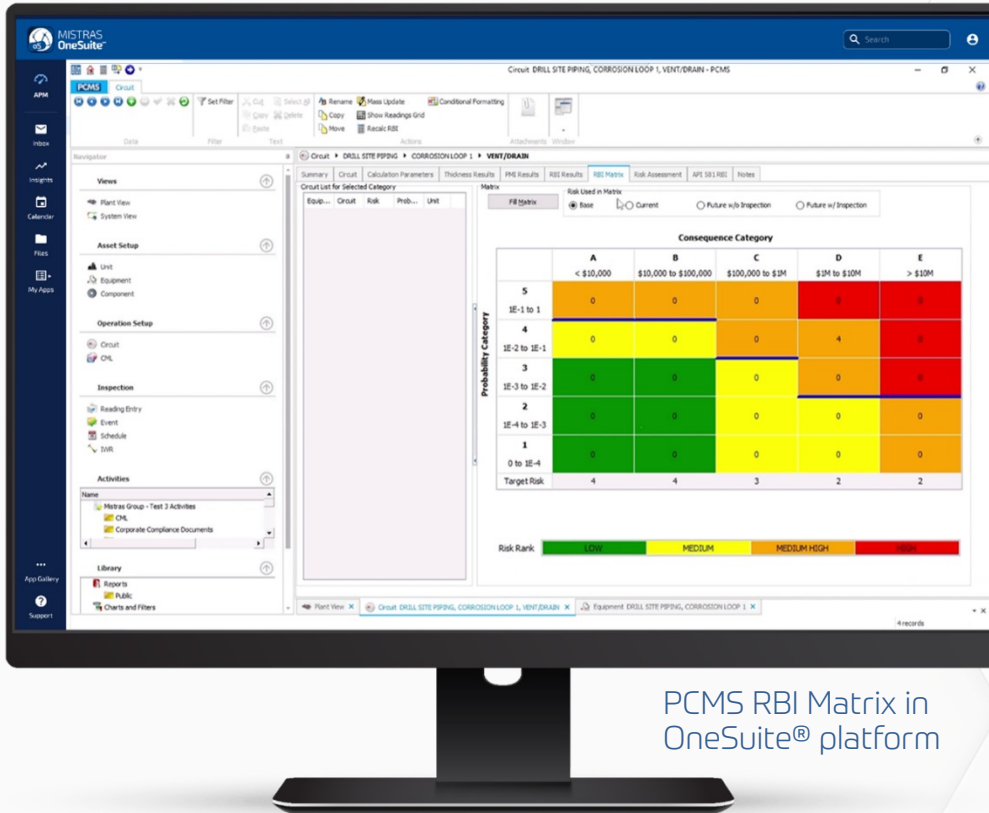 MISTRAS
OneSuite™
Search
APM
Inbox
Insights
Calendar
Files
My Apps
App Gallery
Support
Circuit: DRILL SITE PIPING, CORROSION LOOP 1, VENT/DRAIN - PCMS
PCMS Circuit
Set Filter
Cut
Copy
Paste
Select All
Delete
Rename
Copy
Move
Mass Update
Show Readings Grid
Recalc RBI
Conditional Formatting
Data Filter Text Actions Attachments Window
Navigator
Views
Plant View
System View
Asset Setup
Unit
Equipment
Component
Operation Setup
Circuit
CML
Inspection
Reading Entry
Event
Schedule
IWR
Activities
Name
Mistras Group - Test 3 Activities
CML
Corporate Compliance Documents
Library
Reports
Public
Charts and Filters
Circuit DRILL SITE PIPING CORROSION LOOP 1 VENT/DRAIN
Summary Circuit Calculation Parameters Thickness Results PMI Results RBI Results RBI Matrix Risk Assessment API 581 RBI Notes
Circuit List for Selected Category
Equip... Circuit Risk Prob... Unit
Matrix
Fill Matrix
Risk Used in Matrix
Base Current Future w/o Inspection Future w/ Inspection
Consequence Category
A B C D E
< $10,000 $10,000 to $100,000 $100,000 to $1M $1M to $10M > $10M
Probability Category
5
1E-1 to 1
0 0 0 0 0
4
1E-2 to 1E-1
0 0 0 4 0
3
1E-3 to 1E-2
0 0 0 0 0
2
1E-4 to 1E-3
0 0 0 0 0
1
0 to 1E-4
0 0 0 0 0
Target Risk 4 4 3 2 2
Risk Rank LOW MEDIUM MEDIUM HIGH HIGH
Plant View Circuit DRILL SITE PIPING, CORROSION LOOP 1, VENT/DRAIN Equipment DRILL SITE PIPING, CORROSION LOOP 1
4 records
PCMS RBI Matrix in
OneSuite® platform